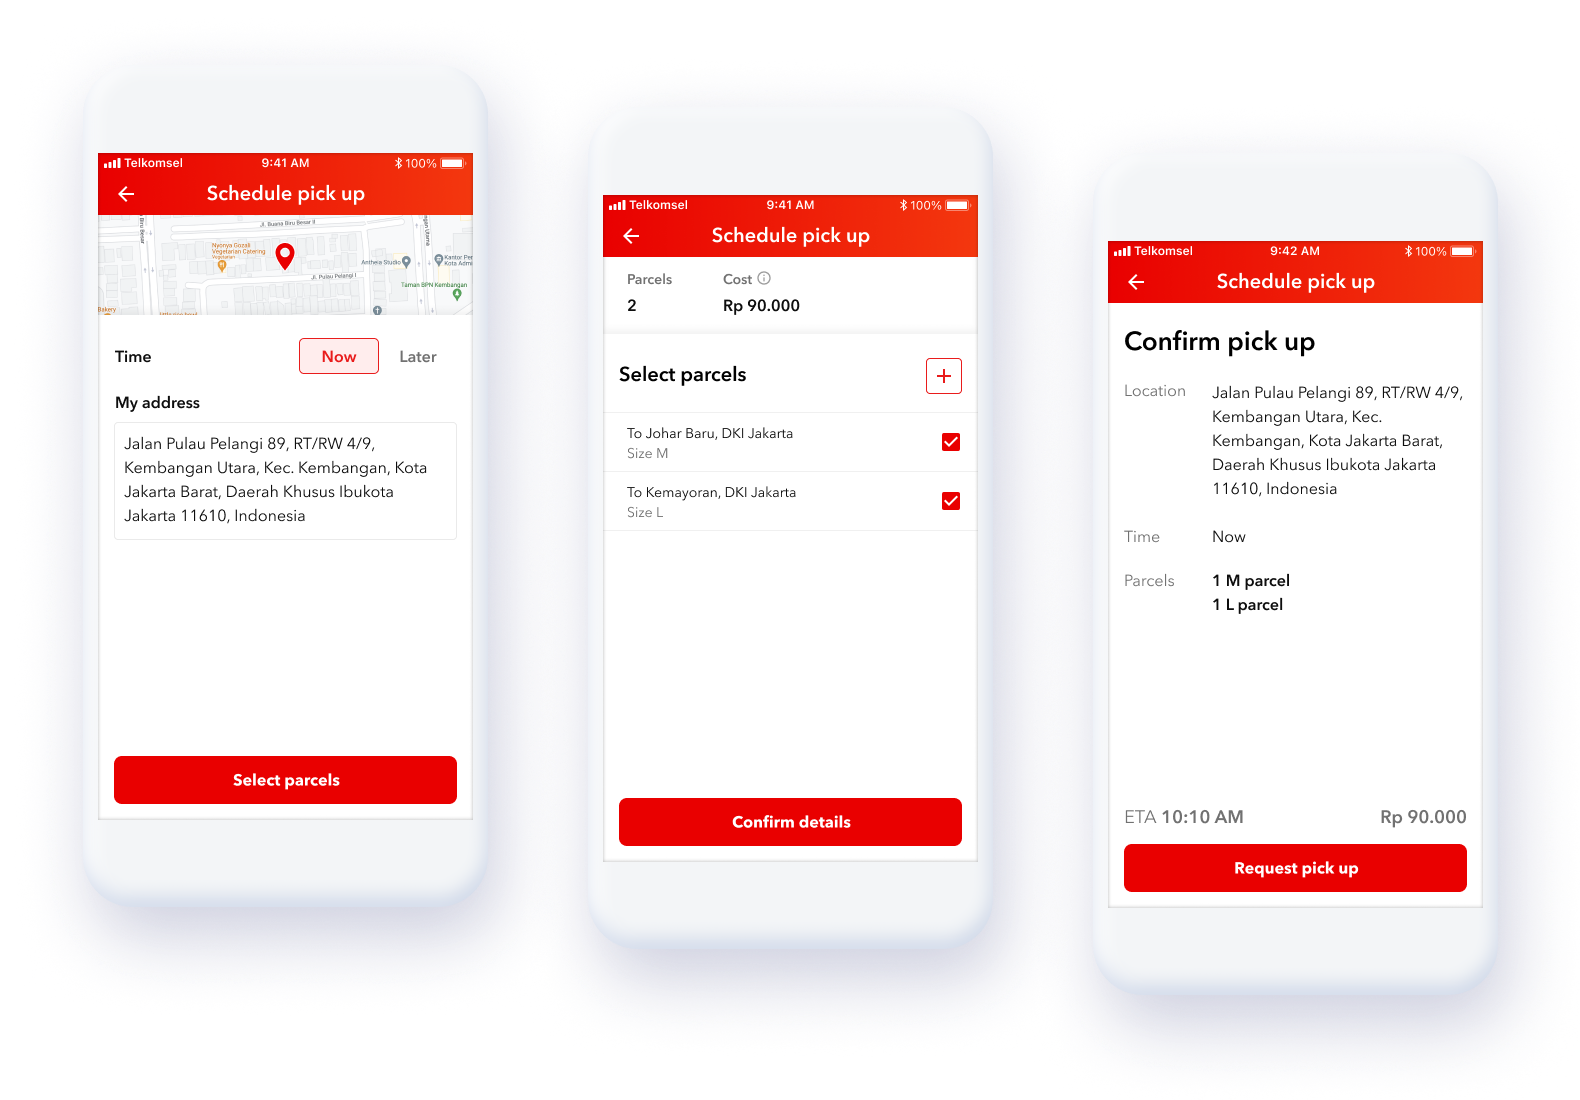 Telkomsel 9:41 AM 100%
Schedule pick up
JL. Buana Biru Besar II
Nyonya Gozali
Vegetarian Catering
Vegetarian
Antheia Studio
Kantor Per
Kota Admi
JL. Pulau Pelangi I
Taman BPN Kembangan
Bakery
Time Now Later
My address
Jalan Pulau Pelangi 89, RT/RW 4/9,
Kembangan Utara, Kec. Kembangan, Kota
Jakarta Barat, Daerah Khusus Ibukota
Jakarta 11610, Indonesia
Select parcels
Telkomsel 9:41 AM 100%
Schedule pick up
Parcels Cost
2 Rp 90.000
Select parcels
To Johar Baru, DKI Jakarta
Size M
To Kemayoran, DKI Jakarta
Size L
Confirm details
Telkomsel 9:42 AM 100%
Schedule pick up
Confirm pick up
Location Jalan Pulau Pelangi 89, RT/RW 4/9,
Kembangan Utara, Kec.
Kembangan, Kota Jakarta Barat,
Daerah Khusus Ibukota Jakarta
11610, Indonesia
Time Now
Parcels 1 M parcel
1 L parcel
ETA 10:10 AM Rp 90.000
Request pick up